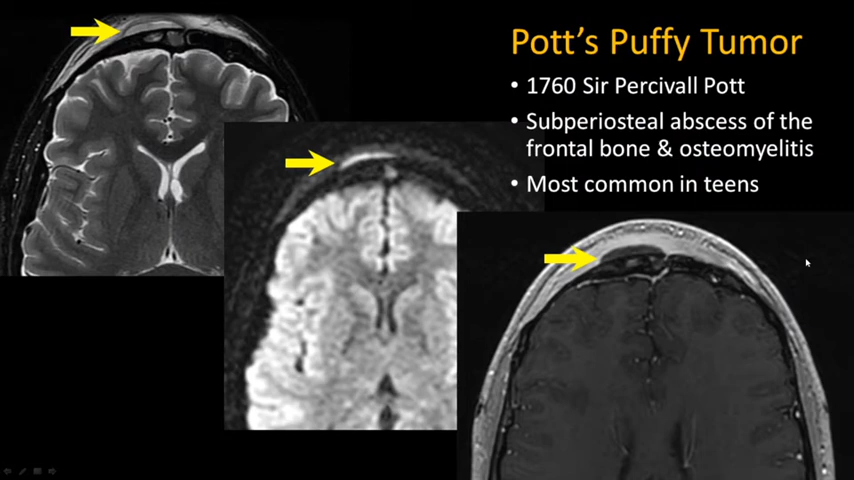 Pott’s Puffy Tumor
• 1760 Sir Percivall Pott
• Subperiosteal abscess of the
frontal bone & osteomyelitis
• Most common in teens